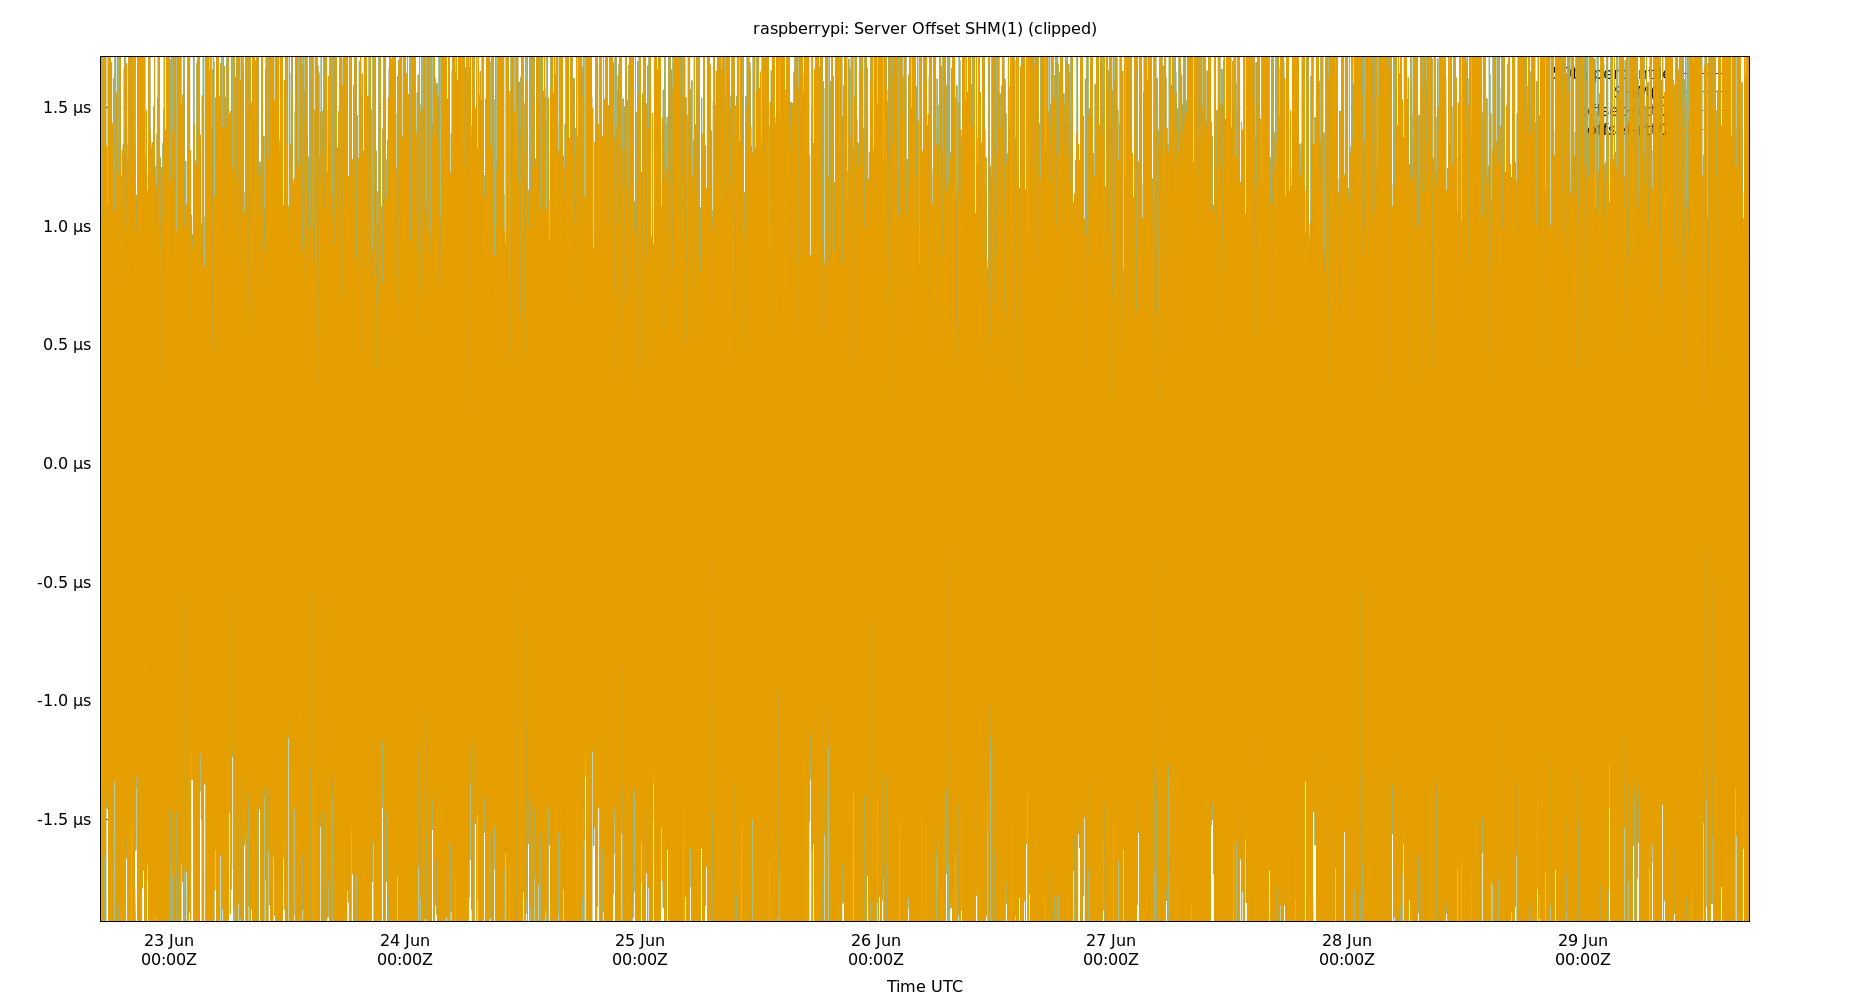 raspberrypi: Server Offset SHM(1) (clipped)
1.5 µs
1.0 µs
0.5 µs
0.0 µs
-0.5 µs
-1.0 µs
-1.5 µs
23 Jun 24 Jun 25 Jun 26 Jun 27 Jun 28 Jun 29 Jun
00:00Z 00:00Z 00:00Z 00:00Z 00:00Z 00:00Z 00:00Z
Time UTC